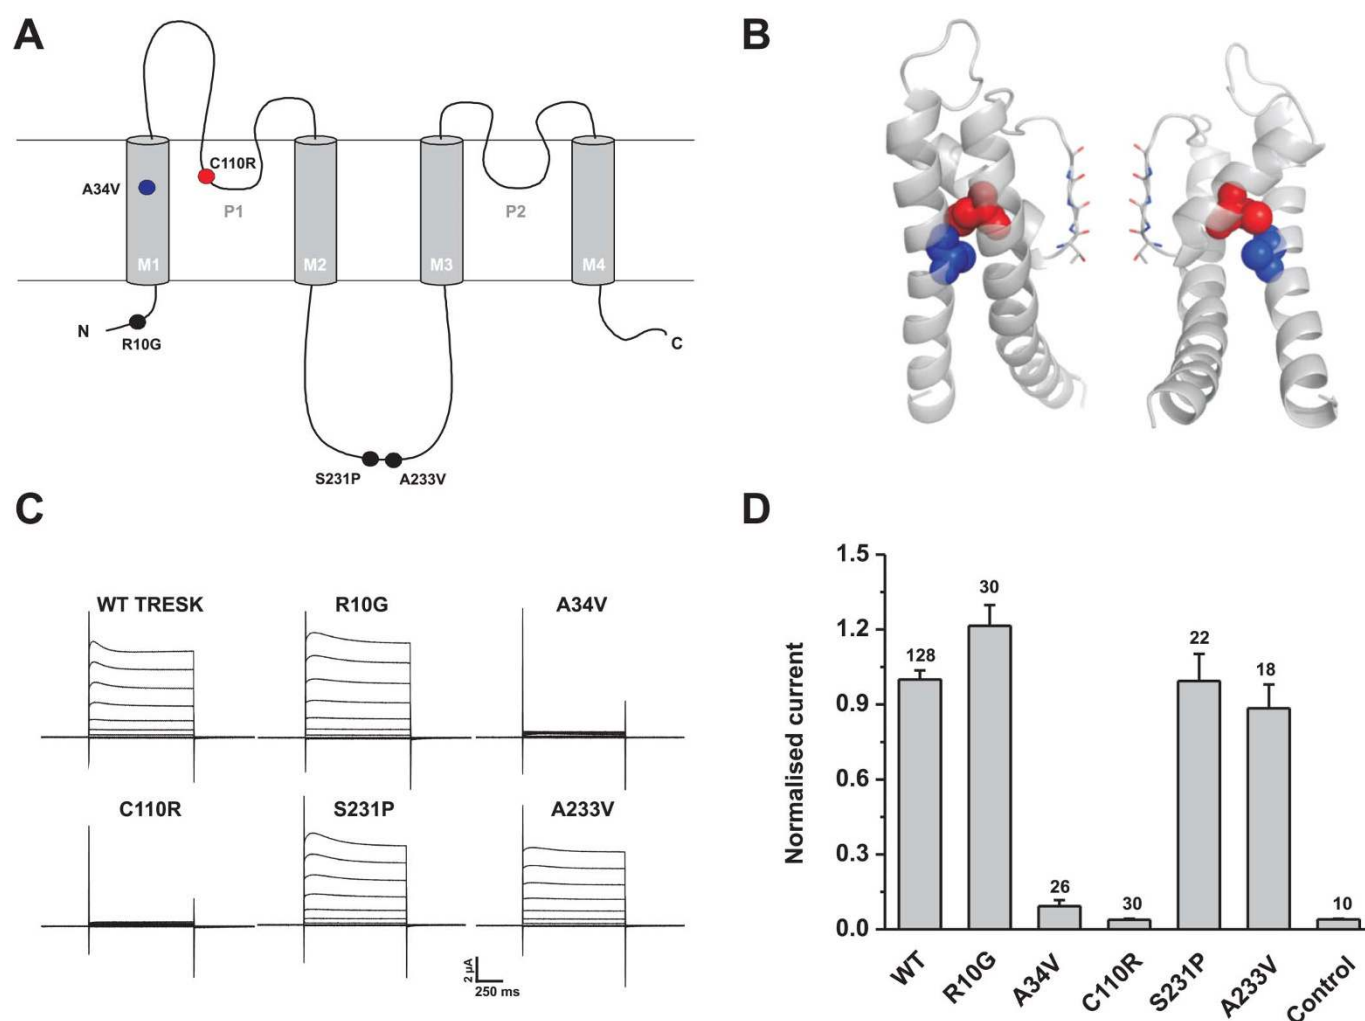 A
B
C110R
A34V
P1
P2
M1
M2
M3
M4
N
R10G
C
S231P
A233V
C
D
WT TRESK
R10G
A34V
C110R
S231P
A233V
2 µA
250 ms
Normalised current
1.5
1.2
0.9
0.6
0.3
0.0
128
30
26
30
22
18
10
WT
R10G
A34V
C110R
S231P
A233V
Control